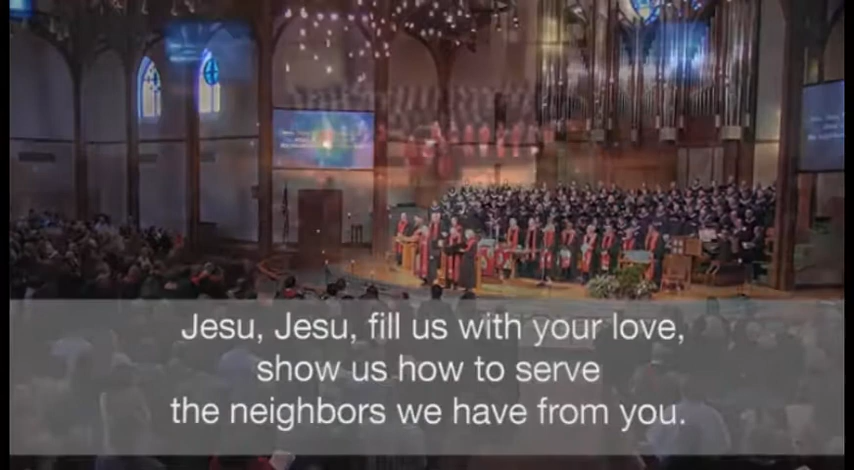 Jesu, Jesu, fill us with your love,
show us how to serve
the neighbors we have from you.